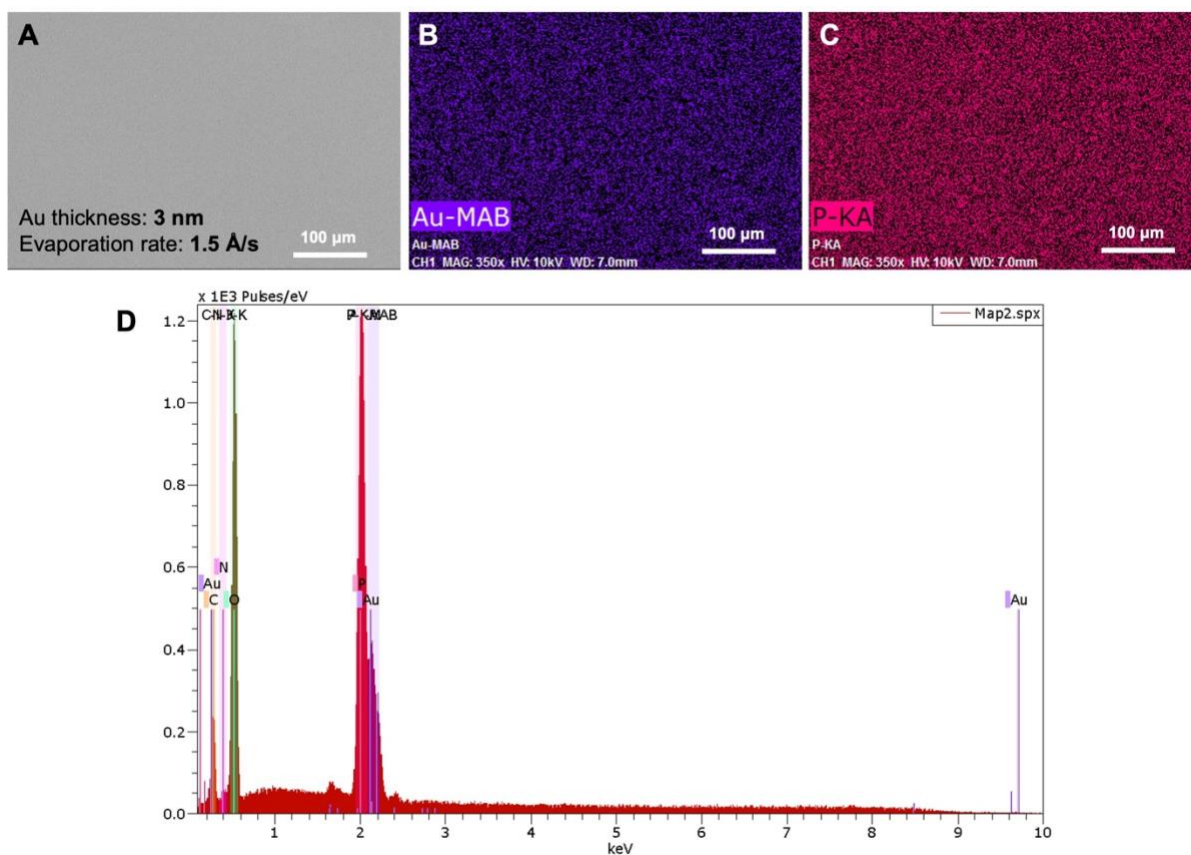 A
Au thickness: 3 nm
Evaporation rate: 1.5 Å/s
100 µm
B
Au-MAB
Au-MAB
CH1 MAG: 350x HV: 10kV WD: 7.0mm
100 µm
C
P-KA
P-KA
CH1 MAG: 350x HV: 10kV WD: 7.0mm
100 µm
D
x 1E3 Pulses/eV
Map2.spx
1.2
1.0
0.8
0.6
0.4
0.2
0.0
N
Au
C
O
P
Au
Au
1 2 3 4 5 6 7 8 9 10
keV